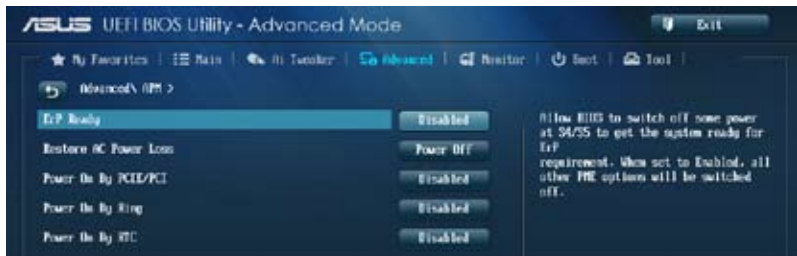 ASUS UEFI BIOS Utility - Advanced Mode
Exit
My Favorites
Main
Ai Tweaker
Advanced
Monitor
Boot
Tool
Advanced\ APM >
ErP Ready
Disabled
Restore AC Power Loss
Power Off
Power On By PCIE/PCI
Disabled
Power On By Ring
Disabled
Power On By RTC
Disabled
Allow BIOS to switch off some power
at S4/S5 to get the system ready for
ErP
requirement. When set to Enabled, all
other PME options will be switched
off.